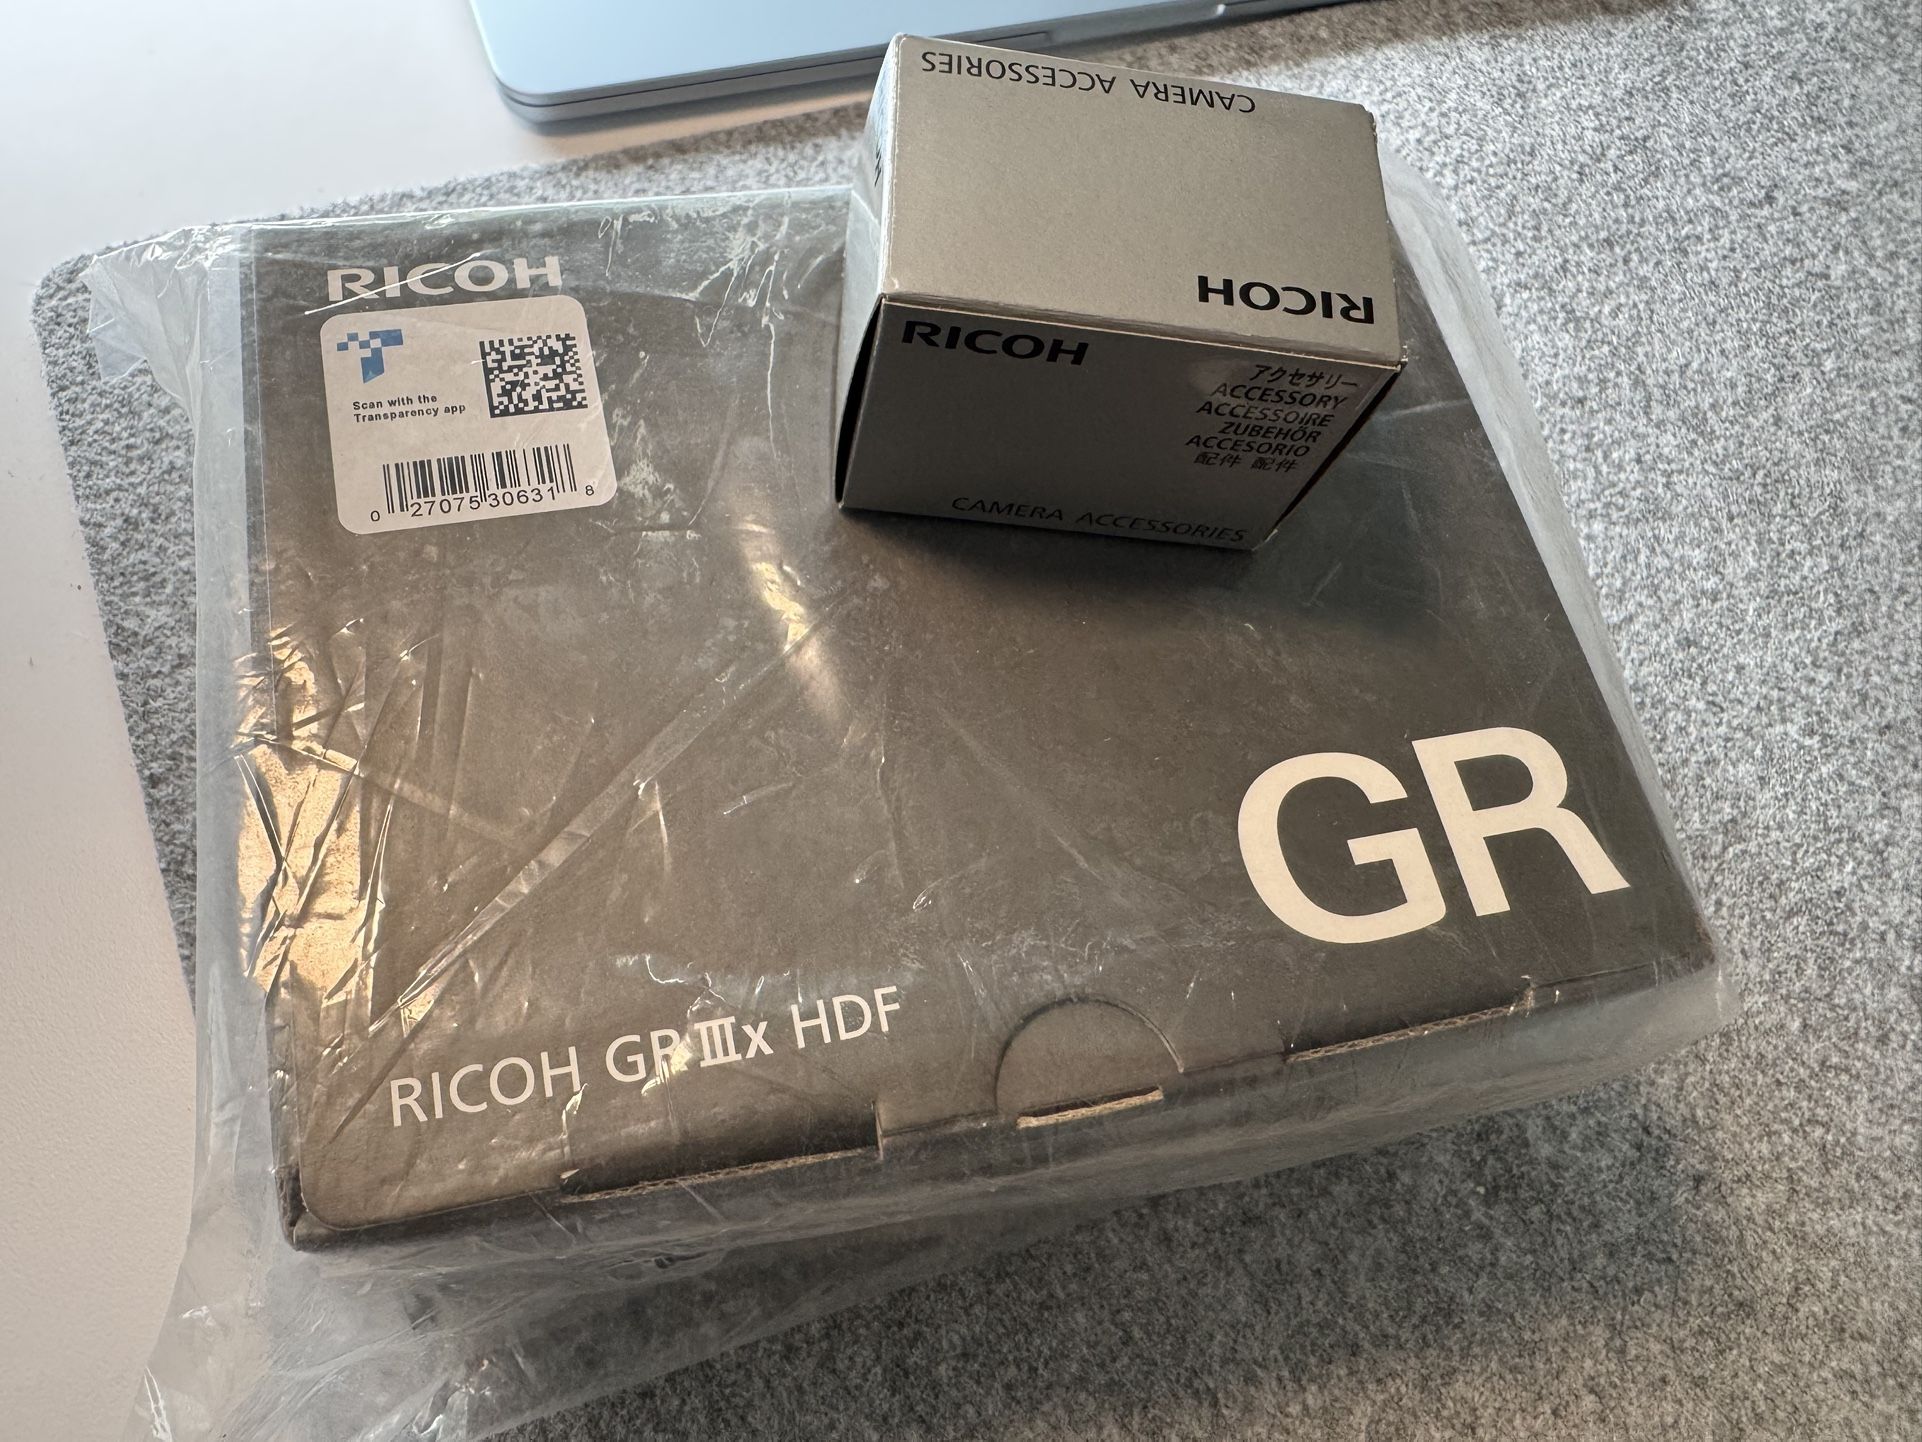 CAMERA ACCESSORIES
RICOH
RICOH
アクセサリー
ACCESSORY
ACCESSOIRE
ZUBEHÖR
ACCESORIO
配件 配件
CAMERA ACCESSORIES
RICOH
Scan with the
Transparency app
0 27075 30631 8
GR
RICOH GR IIIx HDF